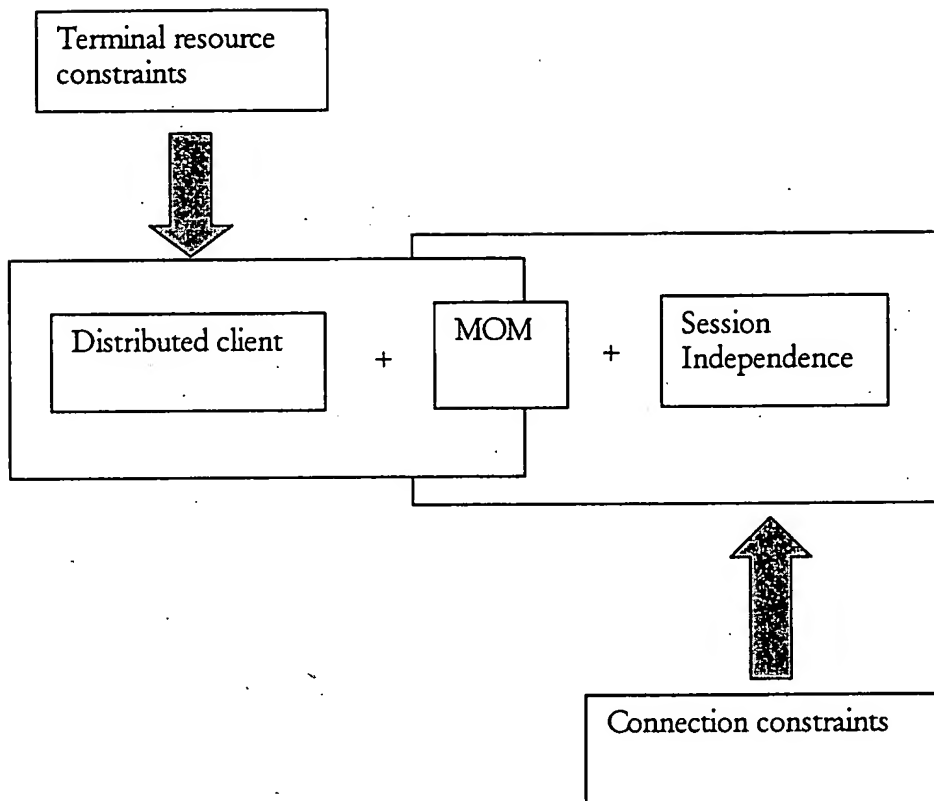 Terminal resource
constraints
Distributed client
+
MOM
+
Session
Independence
Connection constraints